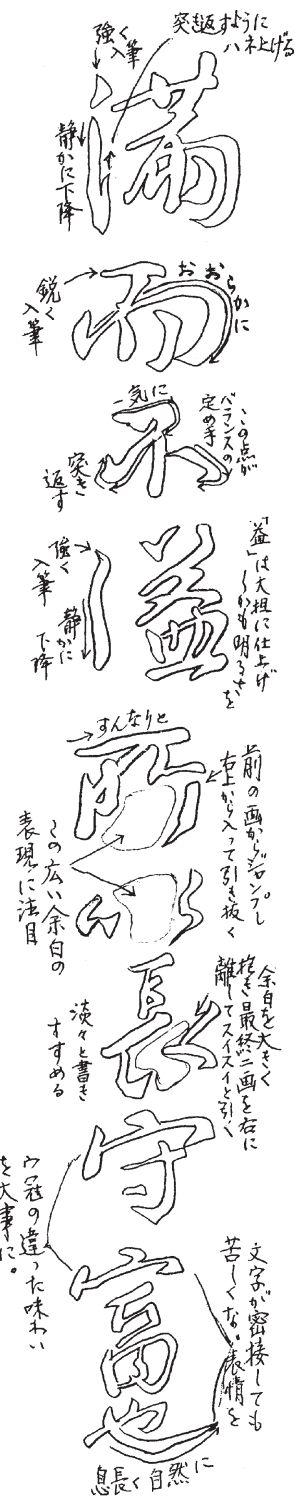 突き返すように
ハネ上げる
強く
入筆
満
静かに下降
おおらかに
而
鋭く
入筆
この点が
バランスの
定め手
一気に
不
突き
返す
「益」は大胆に仕上げ
しかも明るさを
溢
強く
入筆
静かに
下降
すんなりと
前の画からジャンプし
右上から入って引き抜く
所
以
この広い余白の
表現に注目
余白を大きく
抱き最終二画を右に
離してスイスイと引く
長
淡々と書き
すすめる
守
ウ冠の違った味わい
を大事に。
文字が密接しても
苦しくない表情を
富
也
息長く自然に